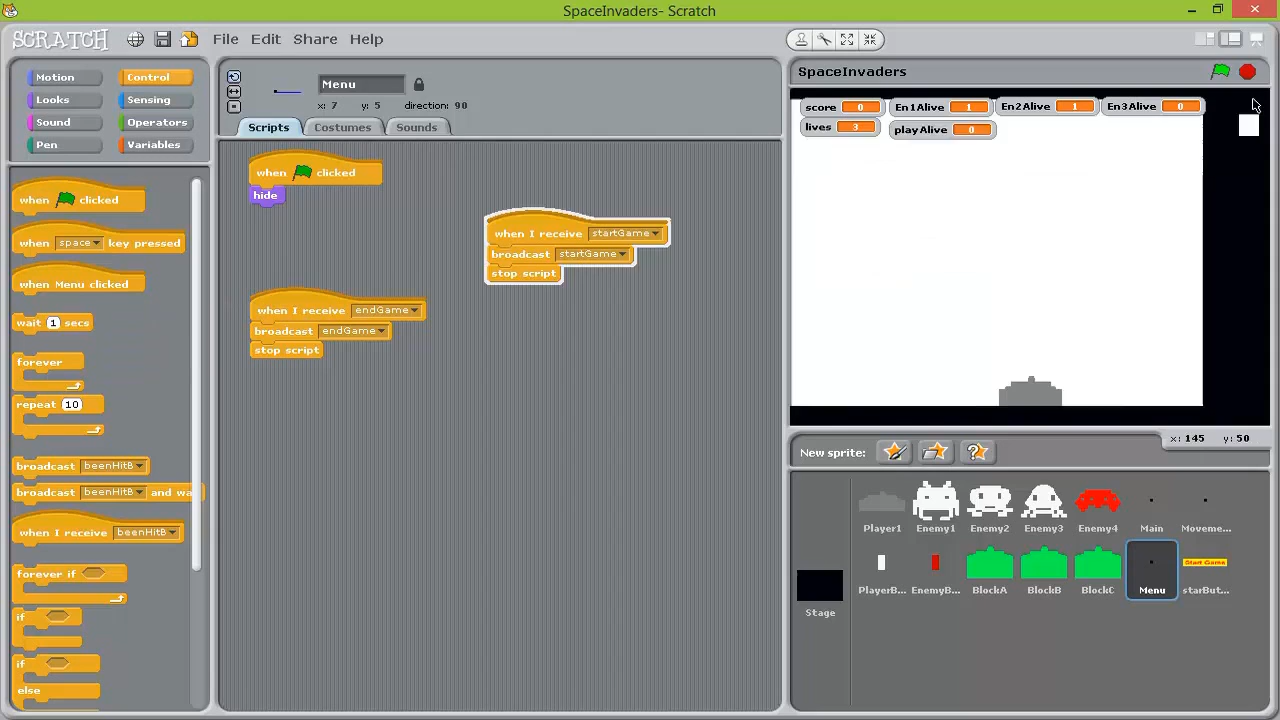 SpaceInvaders- Scratch
SCRATCH File Edit Share Help
Motion Control
Looks Sensing
Sound Operators
Pen Variables
Menu
x: 7 y: 5 direction: 90
Scripts Costumes Sounds
when clicked
when space key pressed
when Menu clicked
wait 1 secs
forever
repeat 10
broadcast beenHitB
broadcast beenHitB and wa
when I receive beenHitB
forever if
if
if
else
when clicked
hide
when I receive startGame
broadcast startGame
stop script
when I receive endGame
broadcast endGame
stop script
SpaceInvaders
score 0 En1Alive 1 En2Alive 1 En3Alive 0
lives 3 playAlive 0
x: 145 y: 50
New sprite:
Player1 Enemy1 Enemy2 Enemy3 Enemy4 Main Moveme...
Start Game
PlayerB... EnemyB... BlockA BlockB BlockC Menu starBut...
Stage